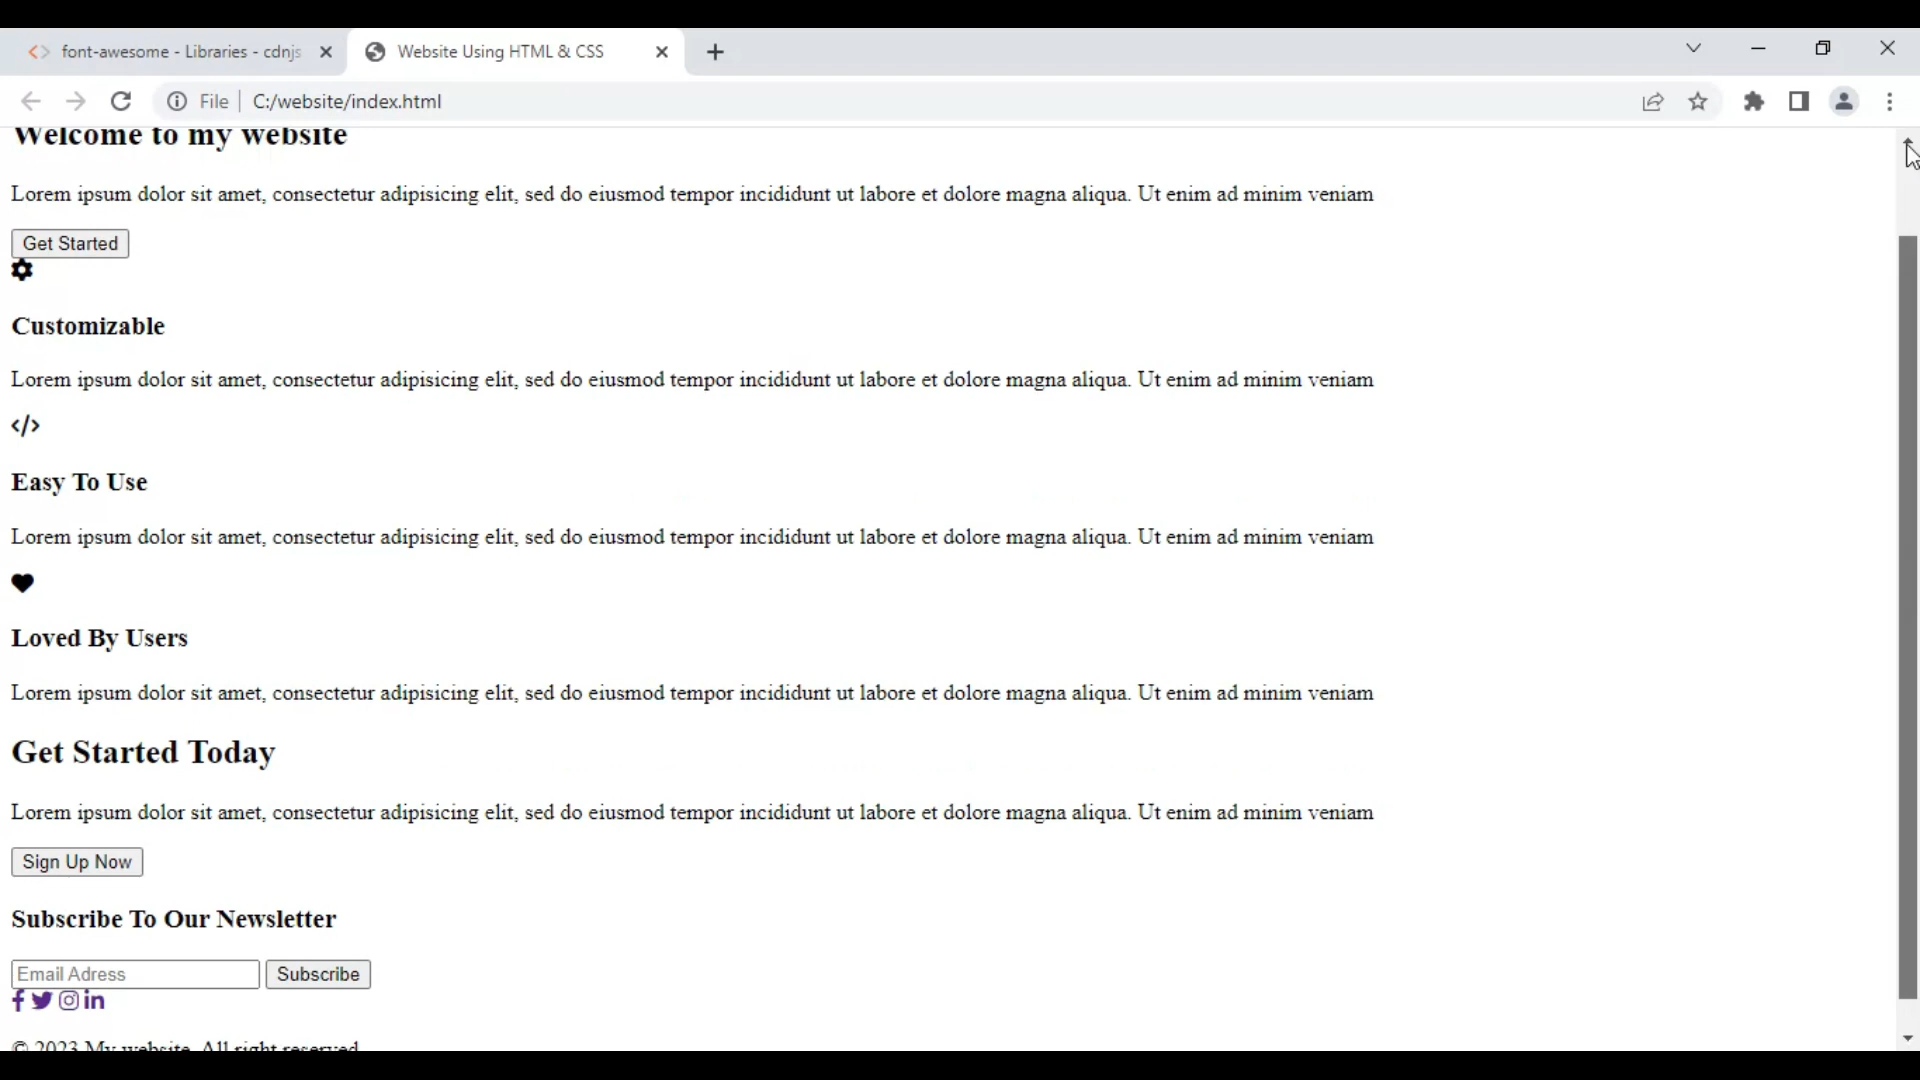 font-awesome - Libraries - cdnjs
Website Using HTML & CSS
File
C:/website/index.html
Welcome to my website
Lorem ipsum dolor sit amet, consectetur adipisicing elit, sed do eiusmod tempor incididunt ut labore et dolore magna aliqua. Ut enim ad minim veniam
Get Started
Customizable
Lorem ipsum dolor sit amet, consectetur adipisicing elit, sed do eiusmod tempor incididunt ut labore et dolore magna aliqua. Ut enim ad minim veniam
Easy To Use
Lorem ipsum dolor sit amet, consectetur adipisicing elit, sed do eiusmod tempor incididunt ut labore et dolore magna aliqua. Ut enim ad minim veniam
Loved By Users
Lorem ipsum dolor sit amet, consectetur adipisicing elit, sed do eiusmod tempor incididunt ut labore et dolore magna aliqua. Ut enim ad minim veniam
Get Started Today
Lorem ipsum dolor sit amet, consectetur adipisicing elit, sed do eiusmod tempor incididunt ut labore et dolore magna aliqua. Ut enim ad minim veniam
Sign Up Now
Subscribe To Our Newsletter
Email Adress
Subscribe
© 2023 My website. All right reserved